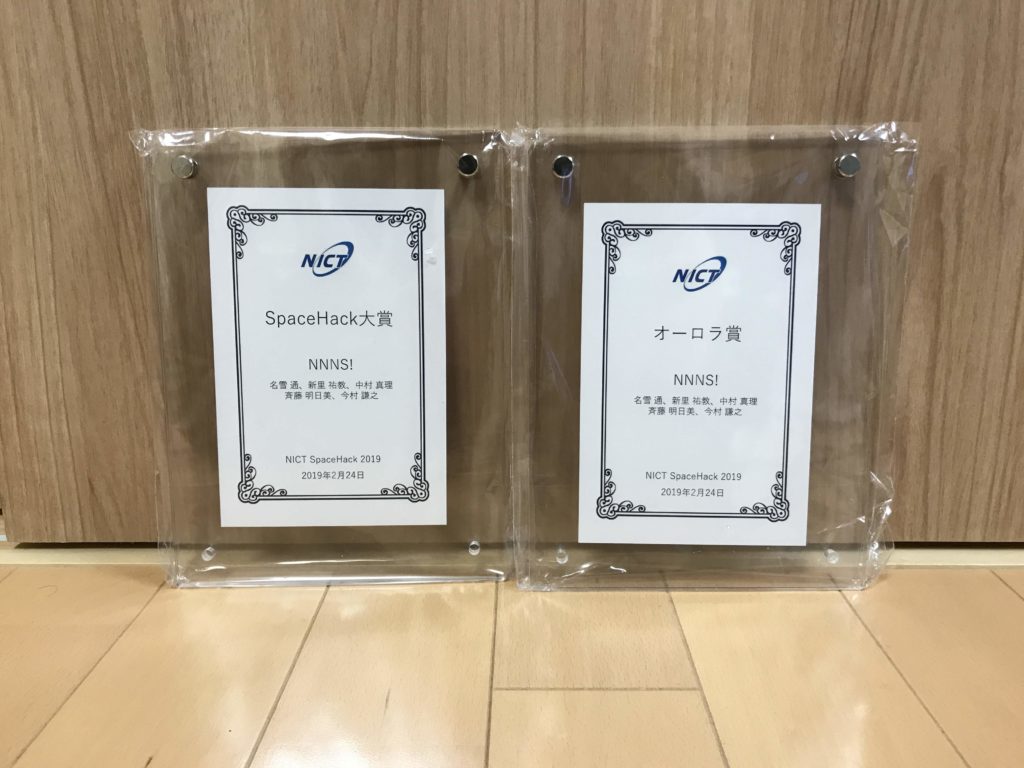 NICT
SpaceHack大賞
NNNS!
名雪 通、新里 祐教、中村 真理
斉藤 明日美、今村 謙之
NICT SpaceHack 2019
2019年2月24日
NICT
オーロラ賞
NNNS!
名雪 通、新里 祐教、中村 真理
斉藤 明日美、今村 謙之
NICT SpaceHack 2019
2019年2月24日